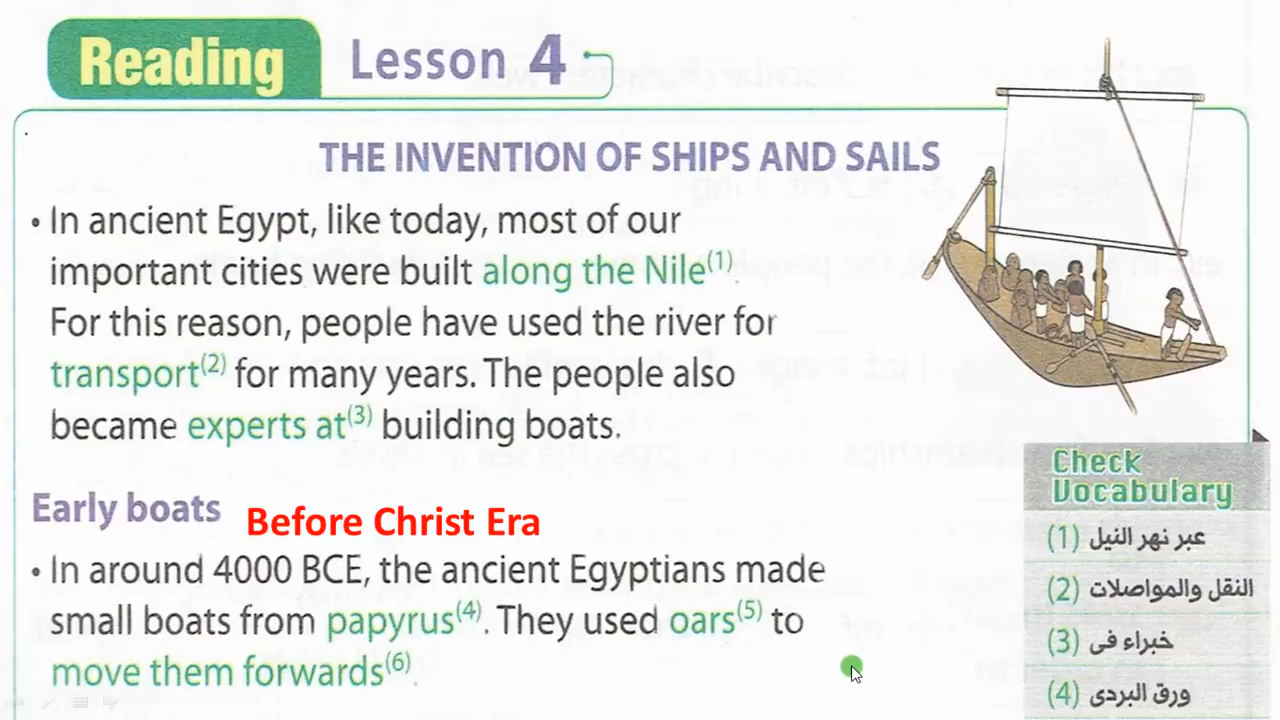 Reading Lesson 4
THE INVENTION OF SHIPS AND SAILS
• In ancient Egypt, like today, most of our
important cities were built along the Nile(1).
For this reason, people have used the river for
transport(2) for many years. The people also
became experts at(3) building boats.
Early boats Before Christ Era
• In around 4000 BCE, the ancient Egyptians made
small boats from papyrus(4). They used oars(5) to
move them forwards(6).
Check
Vocabulary
(1) عبر نهر النيل
(2) النقل والمواصلات
(3) خبراء فى
(4) ورق البردى